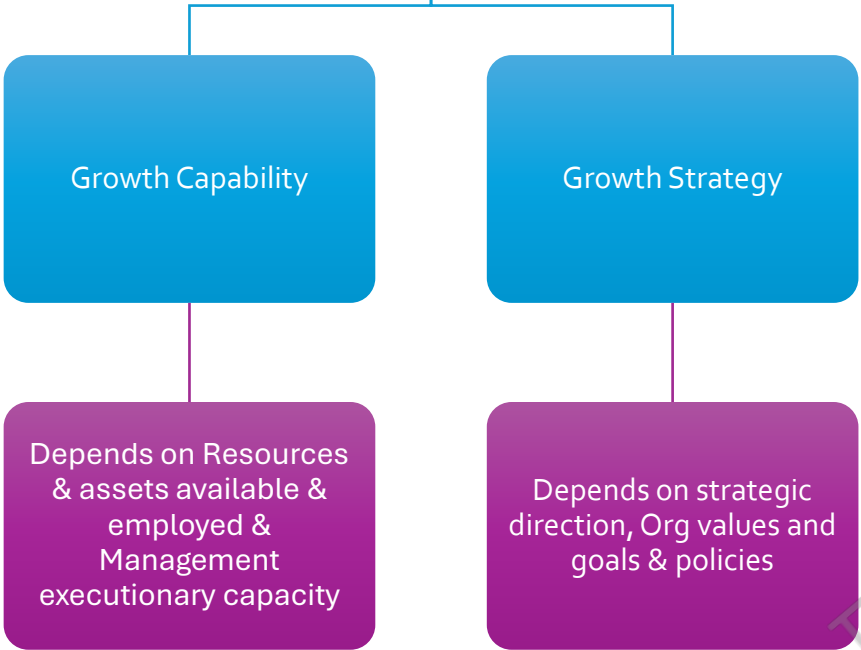 Growth Capability
Growth Strategy
Depends on Resources
& assets available &
employed &
Management
executionary capacity
Depends on strategic
direction, Org values and
goals & policies